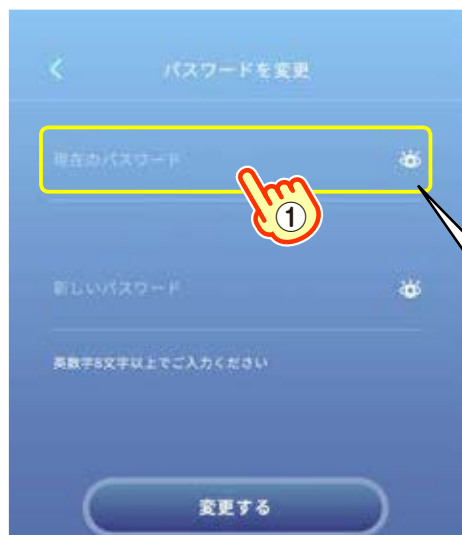 パスワードを変更
現在のパスワード
①
新しいパスワード
英数字8文字以上でご入力ください
変更する